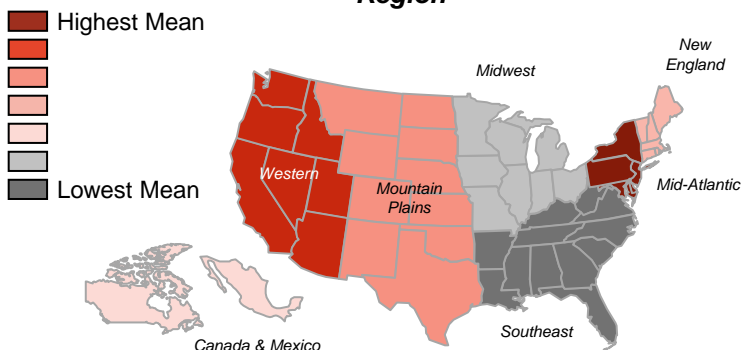 Region
Highest Mean
Lowest Mean
Midwest
New
England
Western
Mountain
Plains
Mid-Atlantic
Southeast
Canada & Mexico